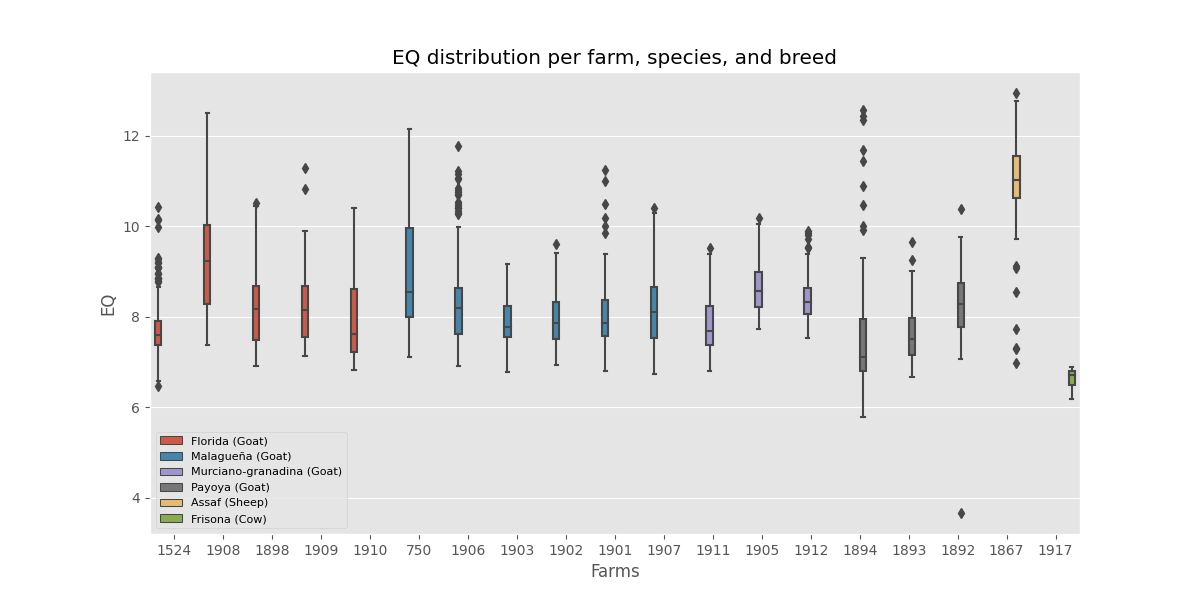 EQ distribution per farm, species, and breed
EQ
12
10
8
6
4
Florida (Goat)
Malagueña (Goat)
Murciano-granadina (Goat)
Payoya (Goat)
Assaf (Sheep)
Frisona (Cow)
1524 1908 1898 1909 1910 750 1906 1903 1902 1901 1907 1911 1905 1912 1894 1893 1892 1867 1917
Farms